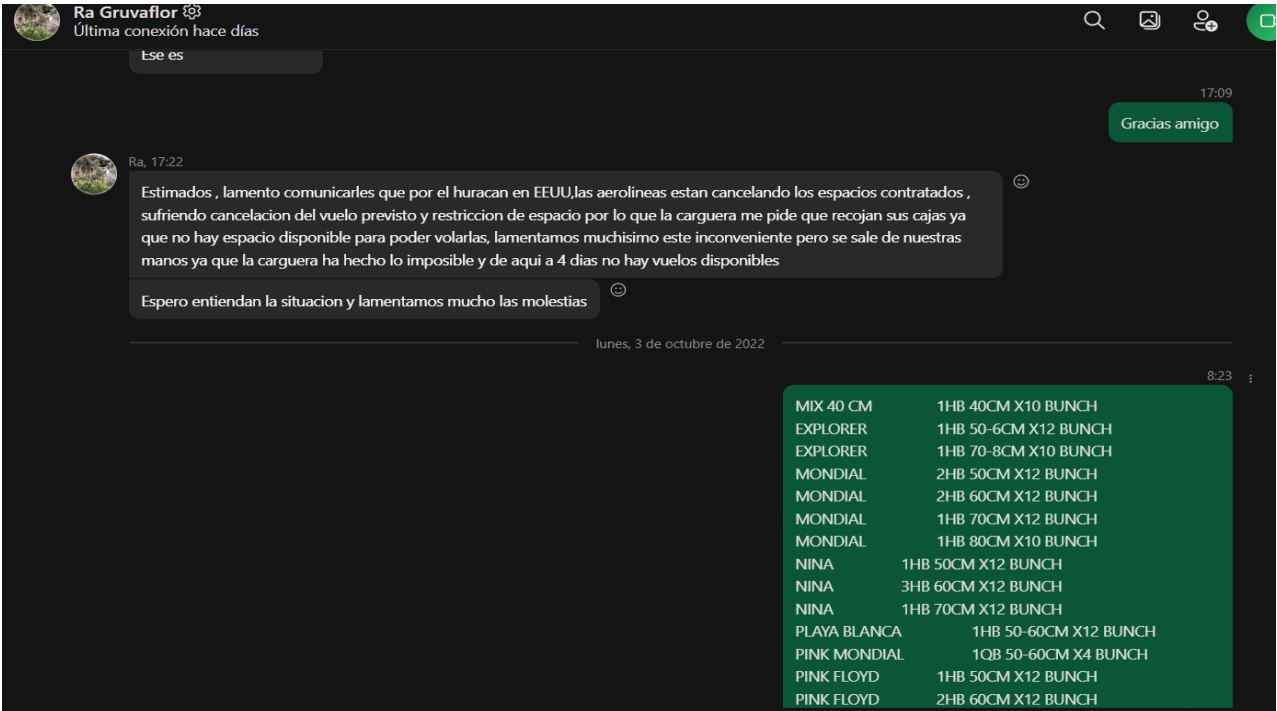 Ra Gruvaflor
Última conexión hace días
Ese es
17:09
Gracias amigo
Ra, 17:22
Estimados , lamento comunicarles que por el huracan en EEUU,las aerolineas estan cancelando los espacios contratados ,
sufriendo cancelacion del vuelo previsto y restriccion de espacio por lo que la carguera me pide que recojan sus cajas ya
que no hay espacio disponible para poder volarlas, lamentamos muchisimo este inconveniente pero se sale de nuestras
manos ya que la carguera ha hecho lo imposible y de aqui a 4 dias no hay vuelos disponibles
Espero entiendan la situacion y lamentamos mucho las molestias
lunes, 3 de octubre de 2022
8:23
MIX 40 CM 1HB 40CM X10 BUNCH
EXPLORER 1HB 50-6CM X12 BUNCH
EXPLORER 1HB 70-8CM X10 BUNCH
MONDIAL 2HB 50CM X12 BUNCH
MONDIAL 2HB 60CM X12 BUNCH
MONDIAL 1HB 70CM X12 BUNCH
MONDIAL 1HB 80CM X10 BUNCH
NINA 1HB 50CM X12 BUNCH
NINA 3HB 60CM X12 BUNCH
NINA 1HB 70CM X12 BUNCH
PLAYA BLANCA 1HB 50-60CM X12 BUNCH
PINK MONDIAL 1QB 50-60CM X4 BUNCH
PINK FLOYD 1HB 50CM X12 BUNCH
PINK FLOYD 2HB 60CM X12 BUNCH